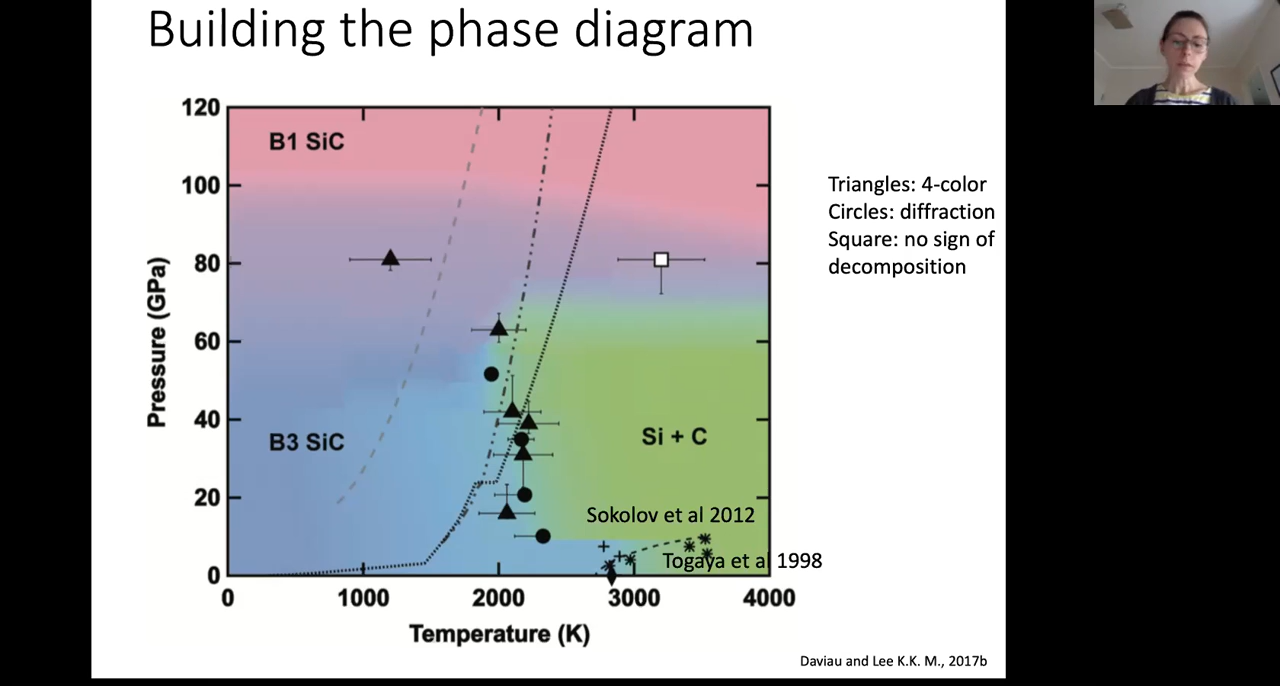 Building the phase diagram
120
100
80
60
40
20
0
Pressure (GPa)
B1 SiC
B3 SiC
Si + C
Sokolov et al 2012
Togaya et al 1998
0
1000
2000
3000
4000
Temperature (K)
Triangles: 4-color
Circles: diffraction
Square: no sign of
decomposition
Daviau and Lee K.K. M., 2017b